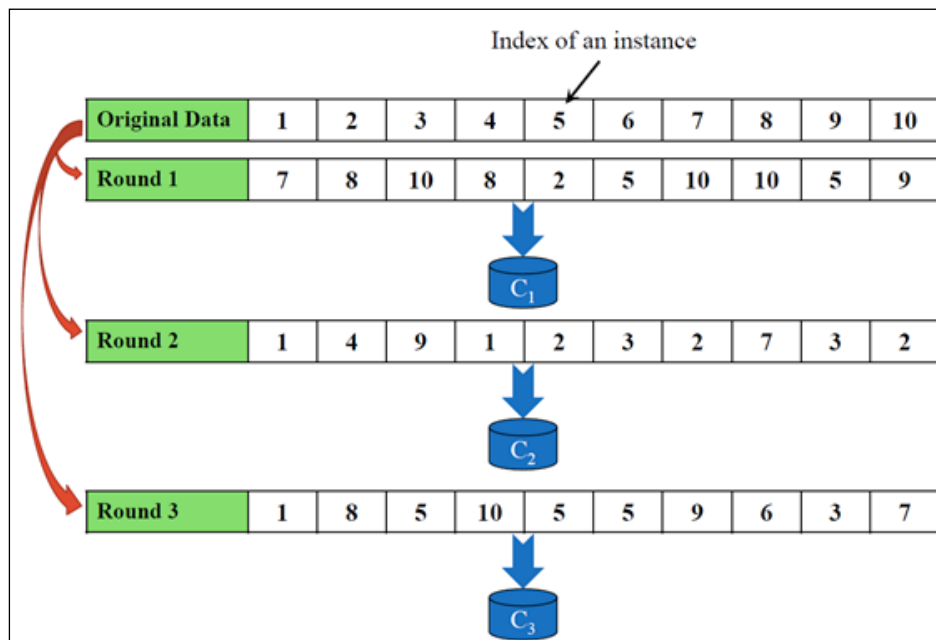 Index of an instance
Original Data 1 2 3 4 5 6 7 8 9 10
Round 1 7 8 10 8 2 5 10 10 5 9
C1
Round 2 1 4 9 1 2 3 2 7 3 2
C2
Round 3 1 8 5 10 5 5 9 6 3 7
C3